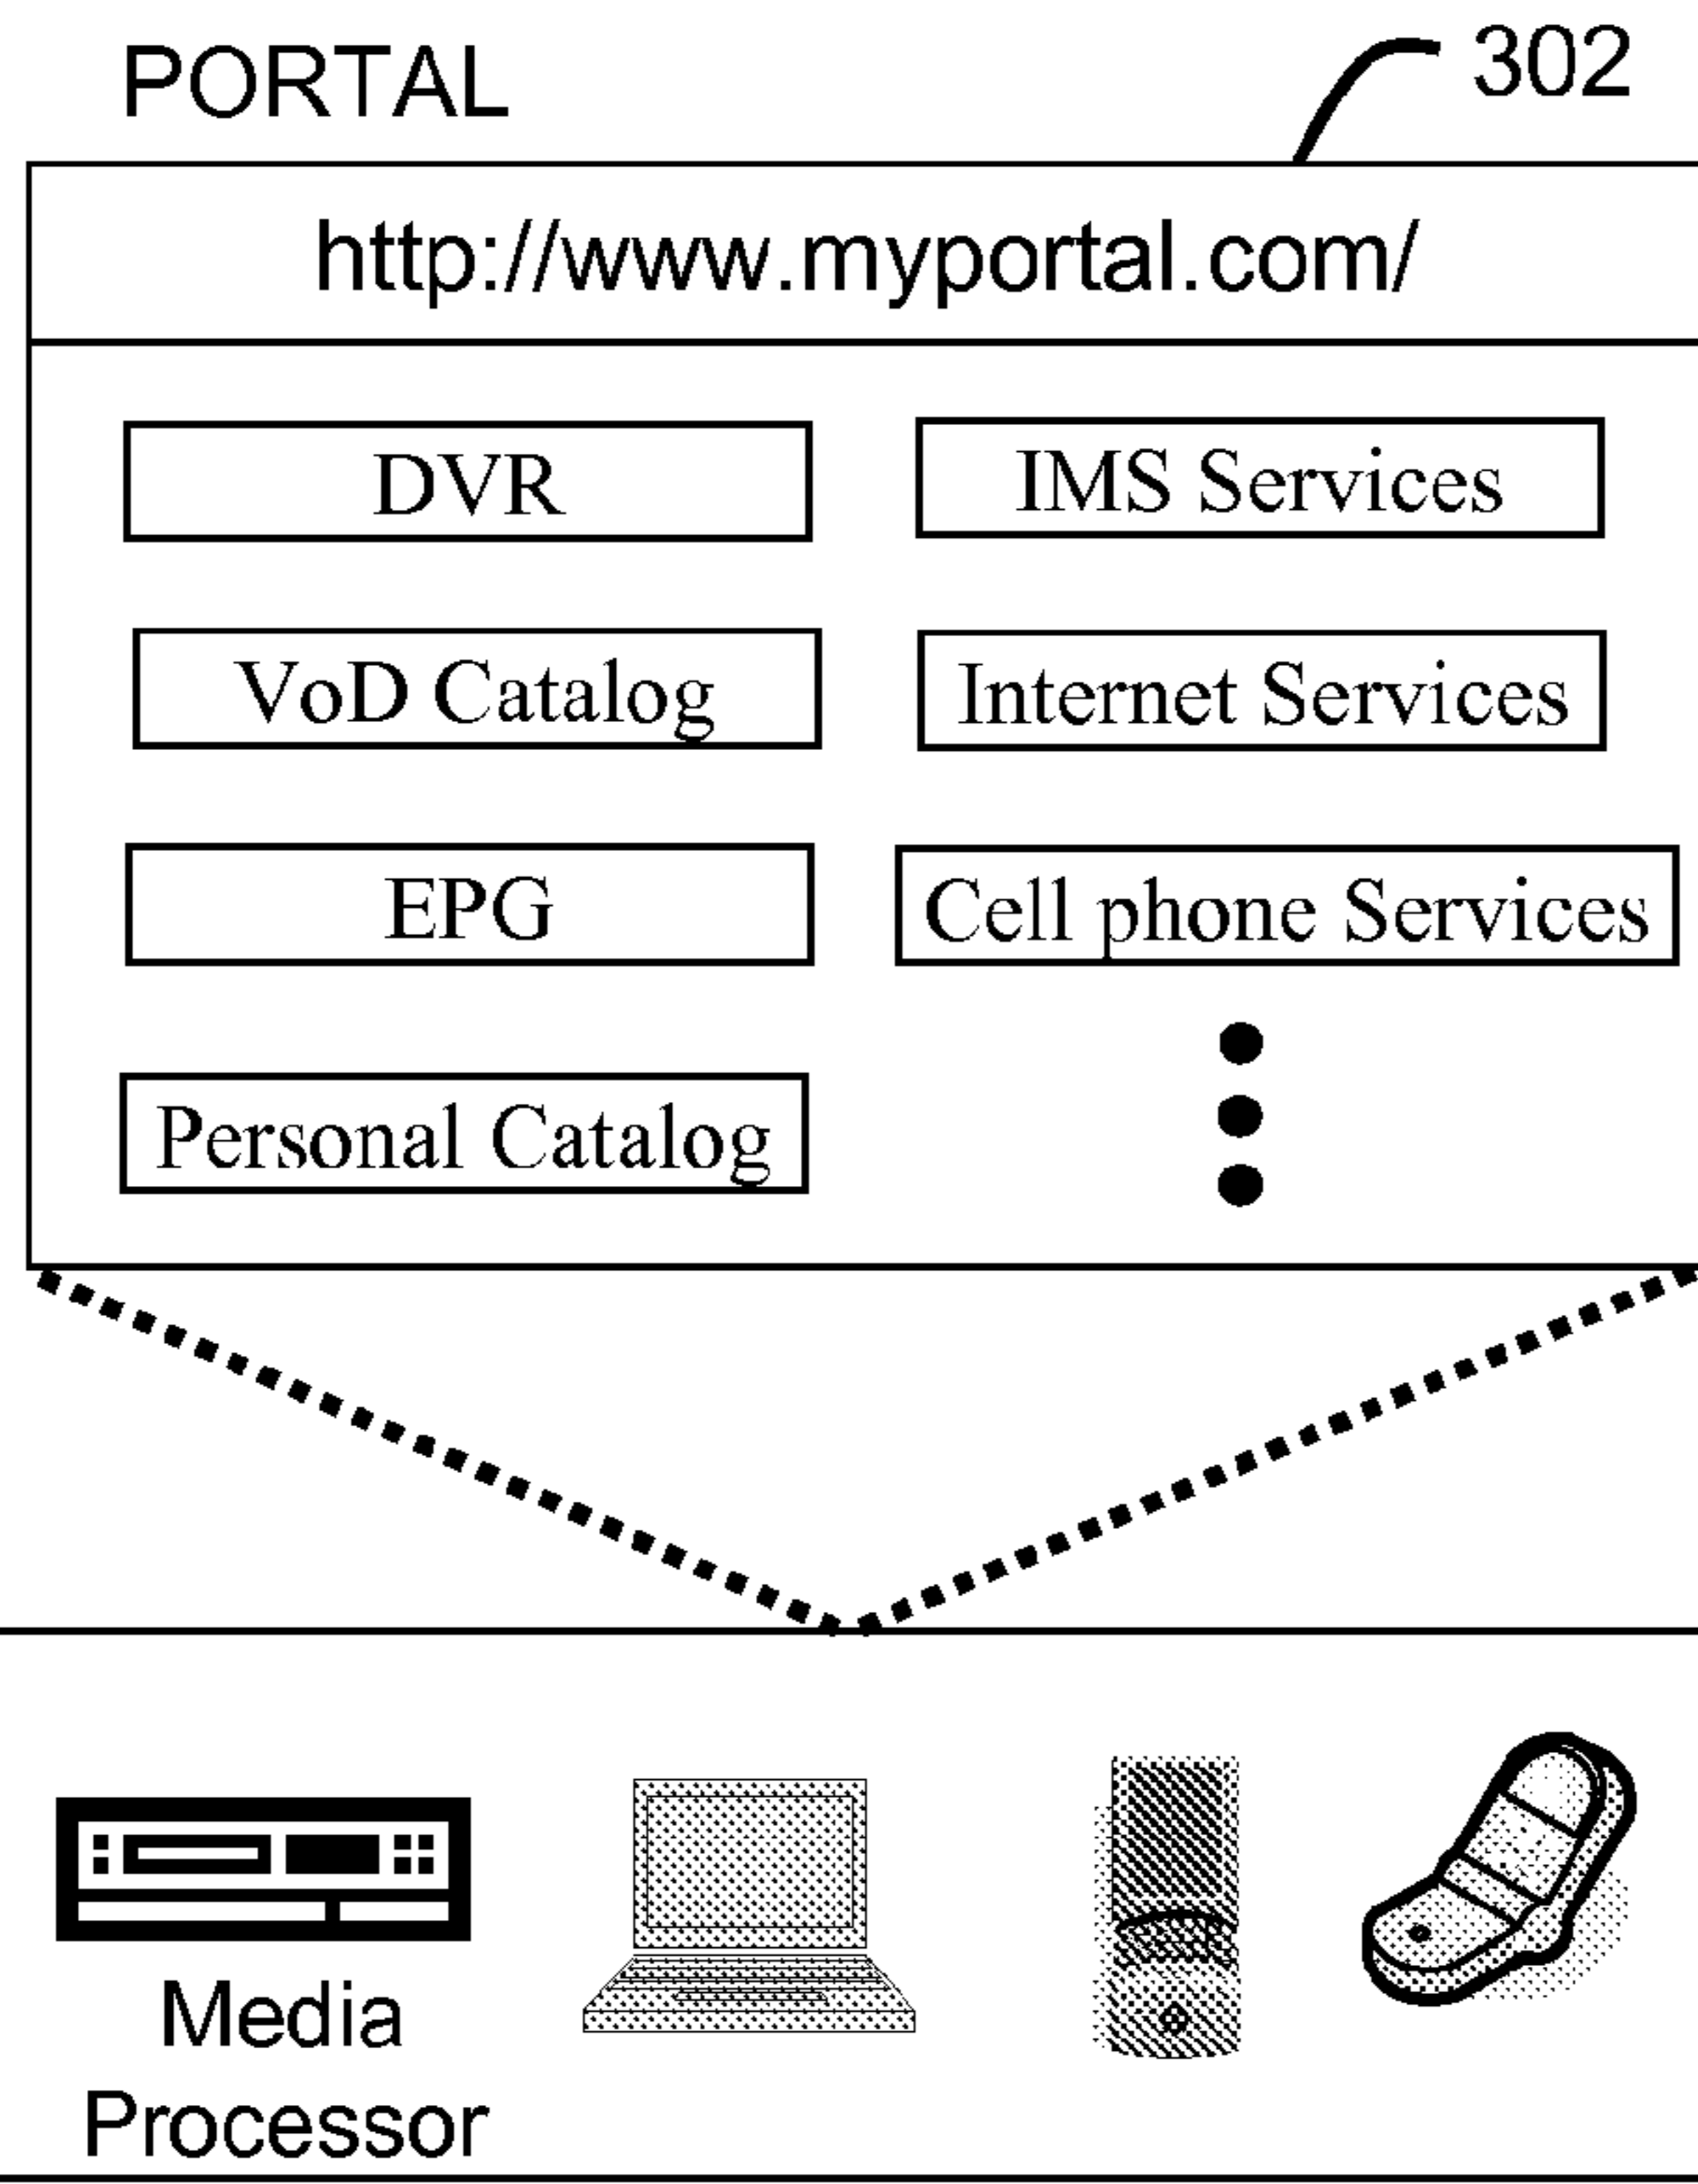 PORTAL
302
http://www.myportal.com/
DVR
IMS Services
VoD Catalog
Internet Services
EPG
Cell phone Services
Personal Catalog
Media
Processor